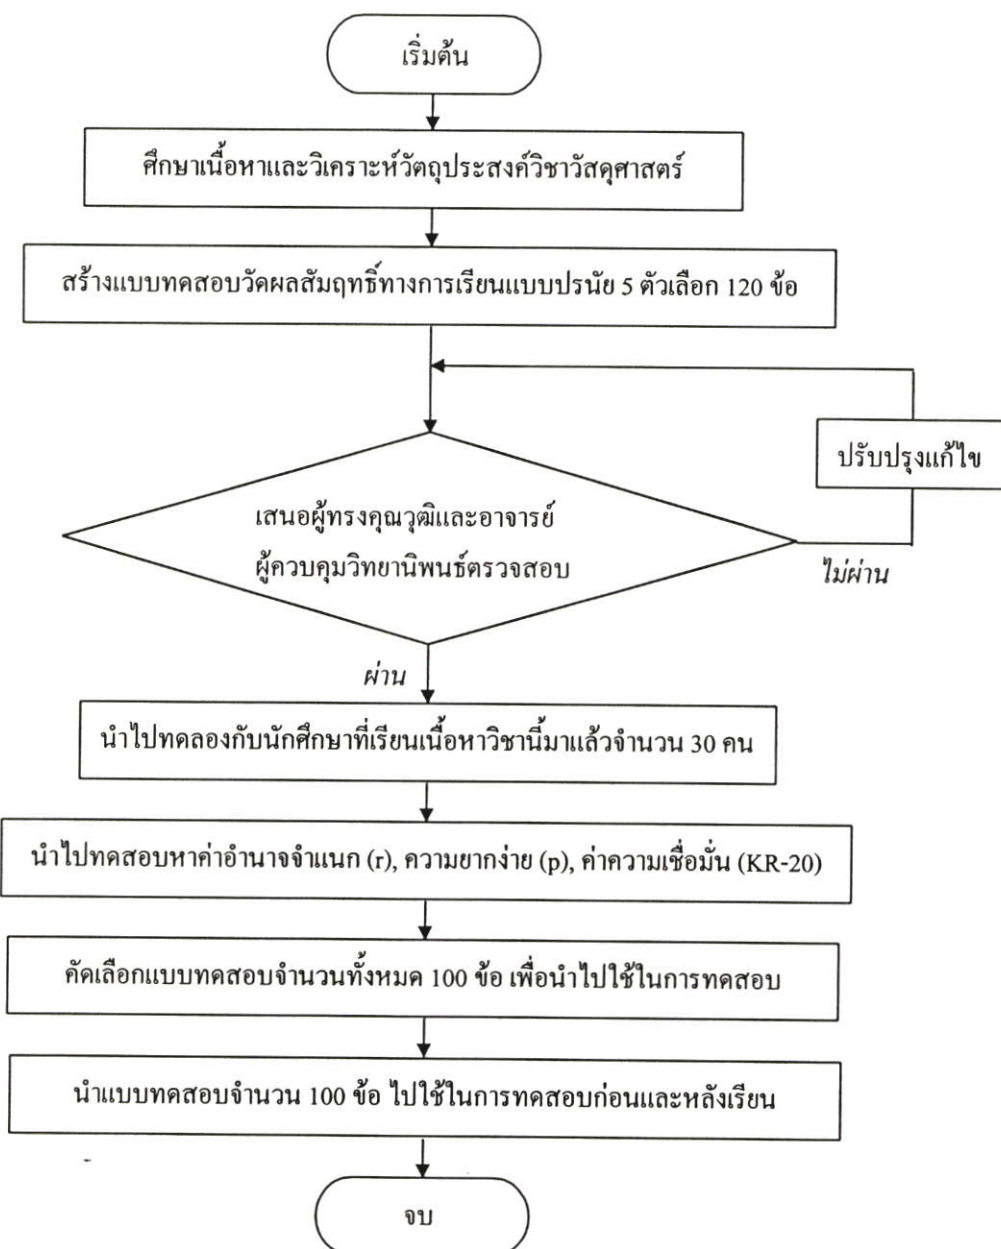 เริ่มต้น
ศึกษาเนื้อหาและวิเคราะห์วัตถุประสงค์วิชาวัสดุศาสตร์
สร้างแบบทดสอบวัดผลสัมฤทธิ์ทางการเรียนแบบปรนัย 5 ตัวเลือก 120 ข้อ
ปรับปรุงแก้ไข
เสนอผู้ทรงคุณวุฒิและอาจารย์
ผู้ควบคุมวิทยานิพนธ์ตรวจสอบ
ไม่ผ่าน
ผ่าน
นำไปทดลองกับนักศึกษาที่เรียนเนื้อหาวิชานี้มาแล้วจำนวน 30 คน
นำไปทดสอบหาค่าอำนาจจำแนก (r), ความยากง่าย (p), ค่าความเชื่อมั่น (KR-20)
คัดเลือกแบบทดสอบจำนวนทั้งหมด 100 ข้อ เพื่อนำไปใช้ในการทดสอบ
นำแบบทดสอบจำนวน 100 ข้อ ไปใช้ในการทดสอบก่อนและหลังเรียน
จบ